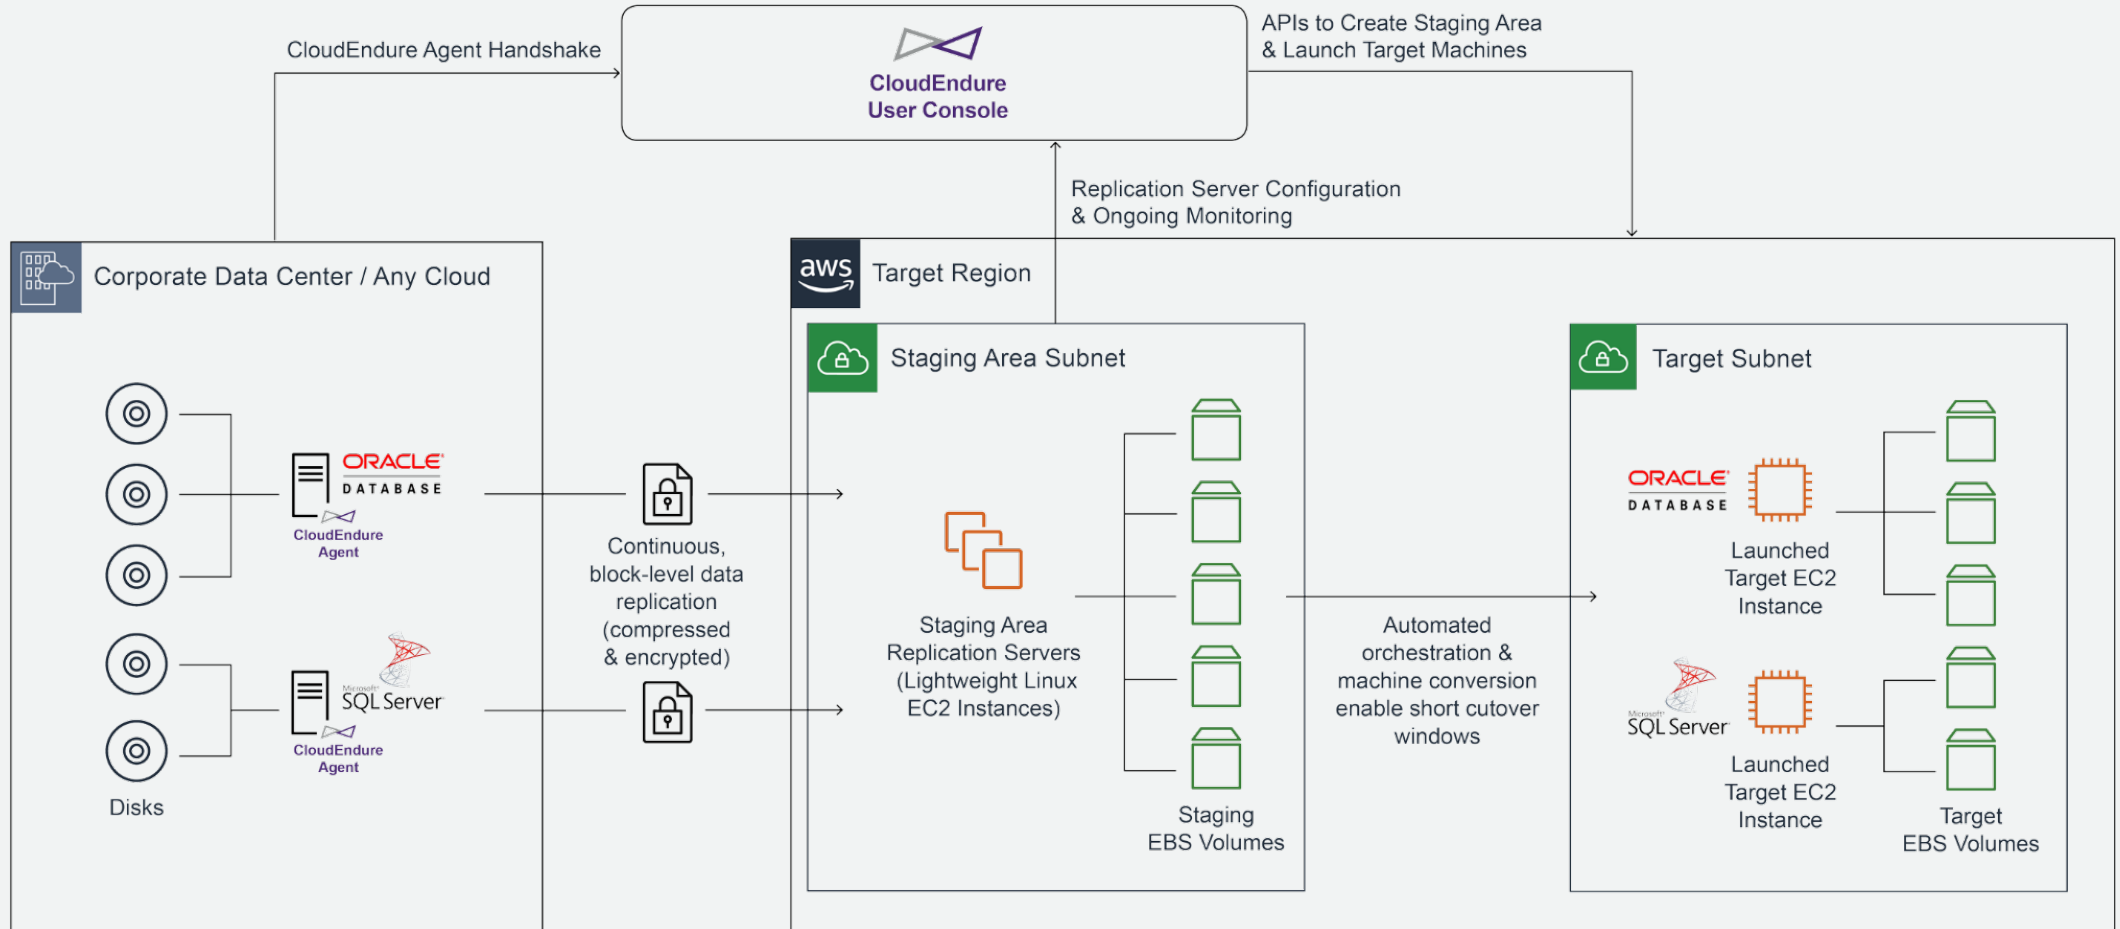 CloudEndure Agent Handshake
CloudEndure
User Console
APIs to Create Staging Area
& Launch Target Machines
Replication Server Configuration
& Ongoing Monitoring
Corporate Data Center / Any Cloud
ORACLE
DATABASE
CloudEndure
Agent
Microsoft
SQL Server
CloudEndure
Agent
Disks
Continuous,
block-level data
replication
(compressed
& encrypted)
aws
Target Region
Staging Area Subnet
Staging Area
Replication Servers
(Lightweight Linux
EC2 Instances)
Staging
EBS Volumes
Automated
orchestration &
machine conversion
enable short cutover
windows
Target Subnet
ORACLE
DATABASE
Launched
Target EC2
Instance
Microsoft
SQL Server
Launched
Target EC2
Instance
Target
EBS Volumes